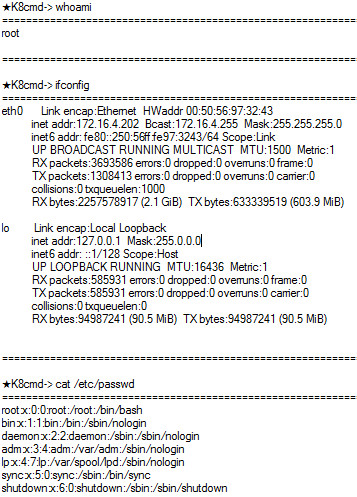 ★K8cmd-> whoami
===============================================
root
===============================================
★K8cmd-> ifconfig
===============================================
eth0 Link encap:Ethernet HWaddr 00:50:56:97:32:43
inet addr:172.16.4.202 Bcast:172.16.4.255 Mask:255.255.255.0
inet6 addr: fe80::250:56ff:fe97:3243/64 Scope:Link
UP BROADCAST RUNNING MULTICAST MTU:1500 Metric:1
RX packets:3693586 errors:0 dropped:0 overruns:0 frame:0
TX packets:1308413 errors:0 dropped:0 overruns:0 carrier:0
collisions:0 txqueuelen:1000
RX bytes:2257578917 (2.1 GiB) TX bytes:633339519 (603.9 MiB)
lo Link encap:Local Loopback
inet addr:127.0.0.1 Mask:255.0.0.0
inet6 addr: ::1/128 Scope:Host
UP LOOPBACK RUNNING MTU:16436 Metric:1
RX packets:585931 errors:0 dropped:0 overruns:0 frame:0
TX packets:585931 errors:0 dropped:0 overruns:0 carrier:0
collisions:0 txqueuelen:0
RX bytes:94987241 (90.5 MiB) TX bytes:94987241 (90.5 MiB)
===============================================
★K8cmd-> cat /etc/passwd
===============================================
root:x:0:0:root:/root:/bin/bash
bin:x:1:1:bin:/bin:/sbin/nologin
daemon:x:2:2:daemon:/sbin:/sbin/nologin
adm:x:3:4:adm:/var/adm:/sbin/nologin
lp:x:4:7:lp:/var/spool/lpd:/sbin/nologin
sync:x:5:0:sync:/sbin:/bin/sync
shutdown:x:6:0:shutdown:/sbin:/sbin/shutdown